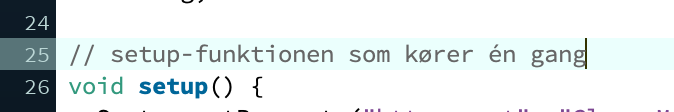 24
25 // setup-funktionen som kører én gang
26 void setup() {